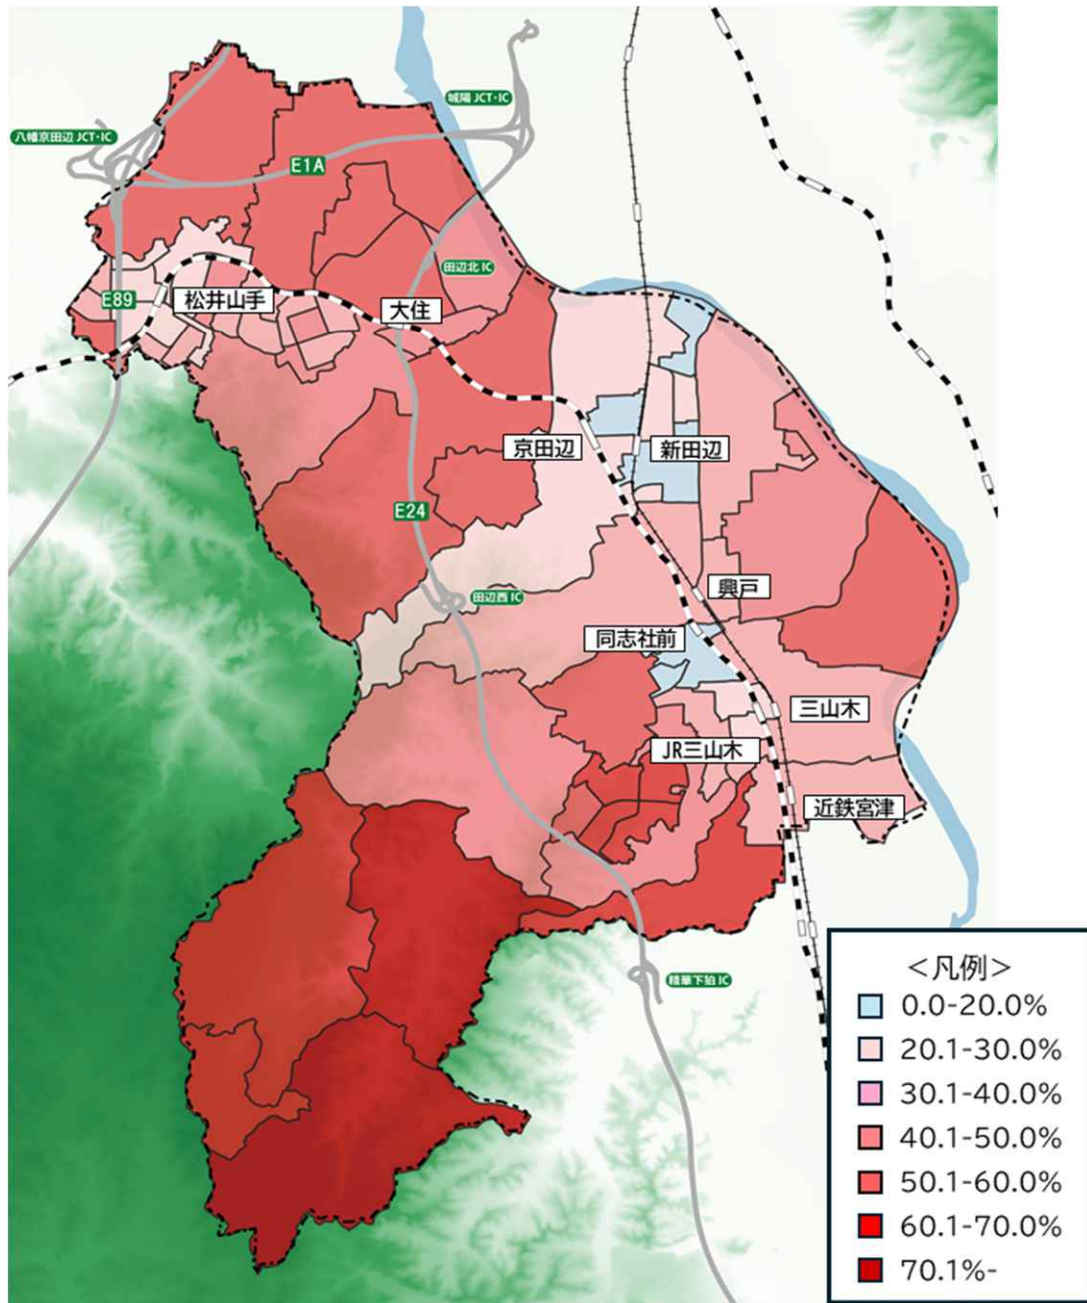 城陽 JCT・IC
八幡京田辺 JCT・IC
E1A
田辺北 IC
E89
松井山手
大住
京田辺
新田辺
E24
田辺西 IC
興戸
同志社前
三山木
JR三山木
近鉄宮津
精華下狛 IC
＜凡例＞
0.0-20.0%
20.1-30.0%
30.1-40.0%
40.1-50.0%
50.1-60.0%
60.1-70.0%
70.1%-